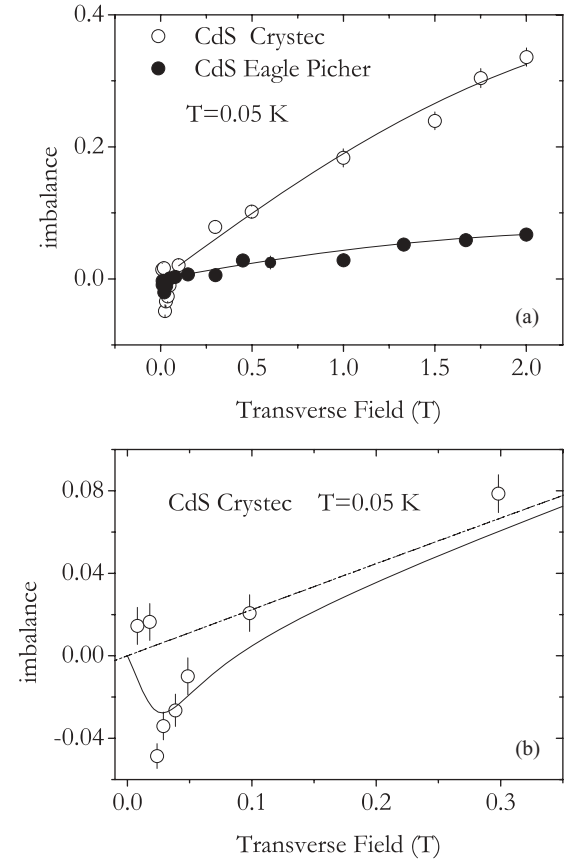 0.4
CdS Crystec
CdS Eagle Picher
T=0.05 K
0.2
imbalance
0.0
(a)
0.0 0.5 1.0 1.5 2.0
Transverse Field (T)
0.08
CdS Crystec T=0.05 K
0.04
imbalance
0.00
-0.04
(b)
0.0 0.1 0.2 0.3
Transverse Field (T)